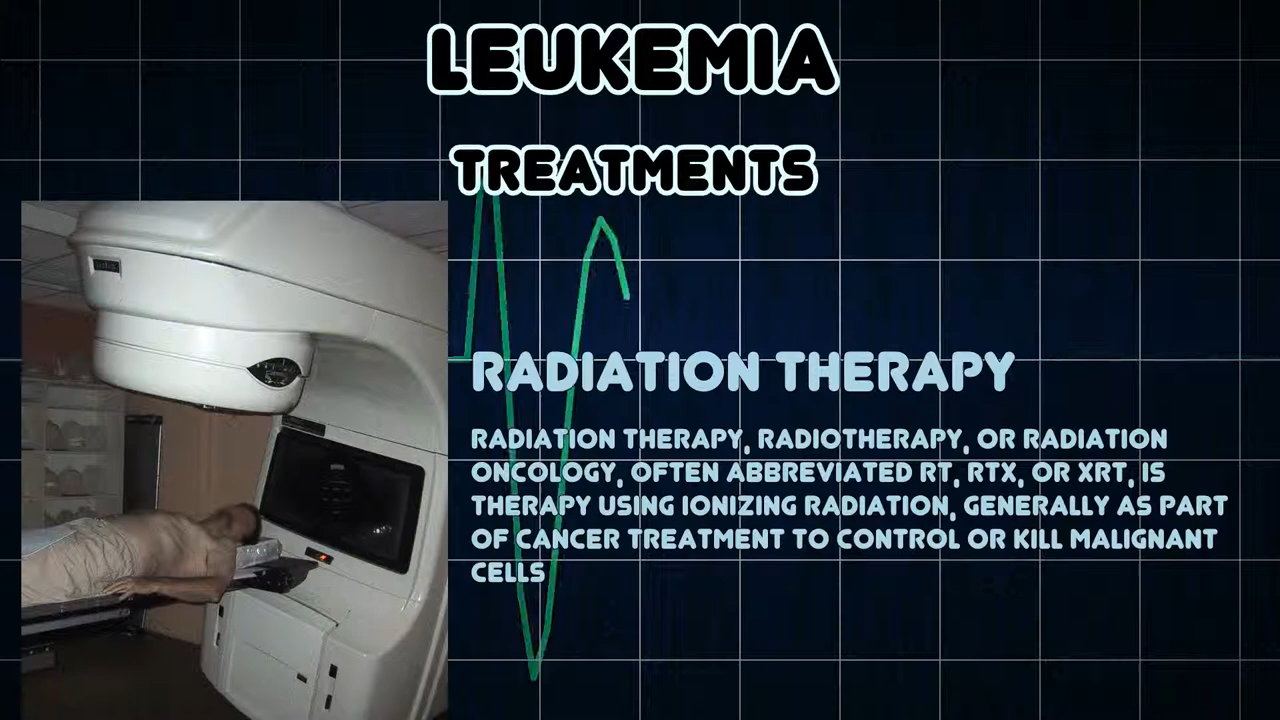 LEUKEMIA
TREATMENTS
RADIATION THERAPY
RADIATION THERAPY, RADIOTHERAPY, OR RADIATION
ONCOLOGY, OFTEN ABBREVIATED RT, RTX, OR XRT, IS
THERAPY USING IONIZING RADIATION, GENERALLY AS PART
OF CANCER TREATMENT TO CONTROL OR KILL MALIGNANT
CELLS